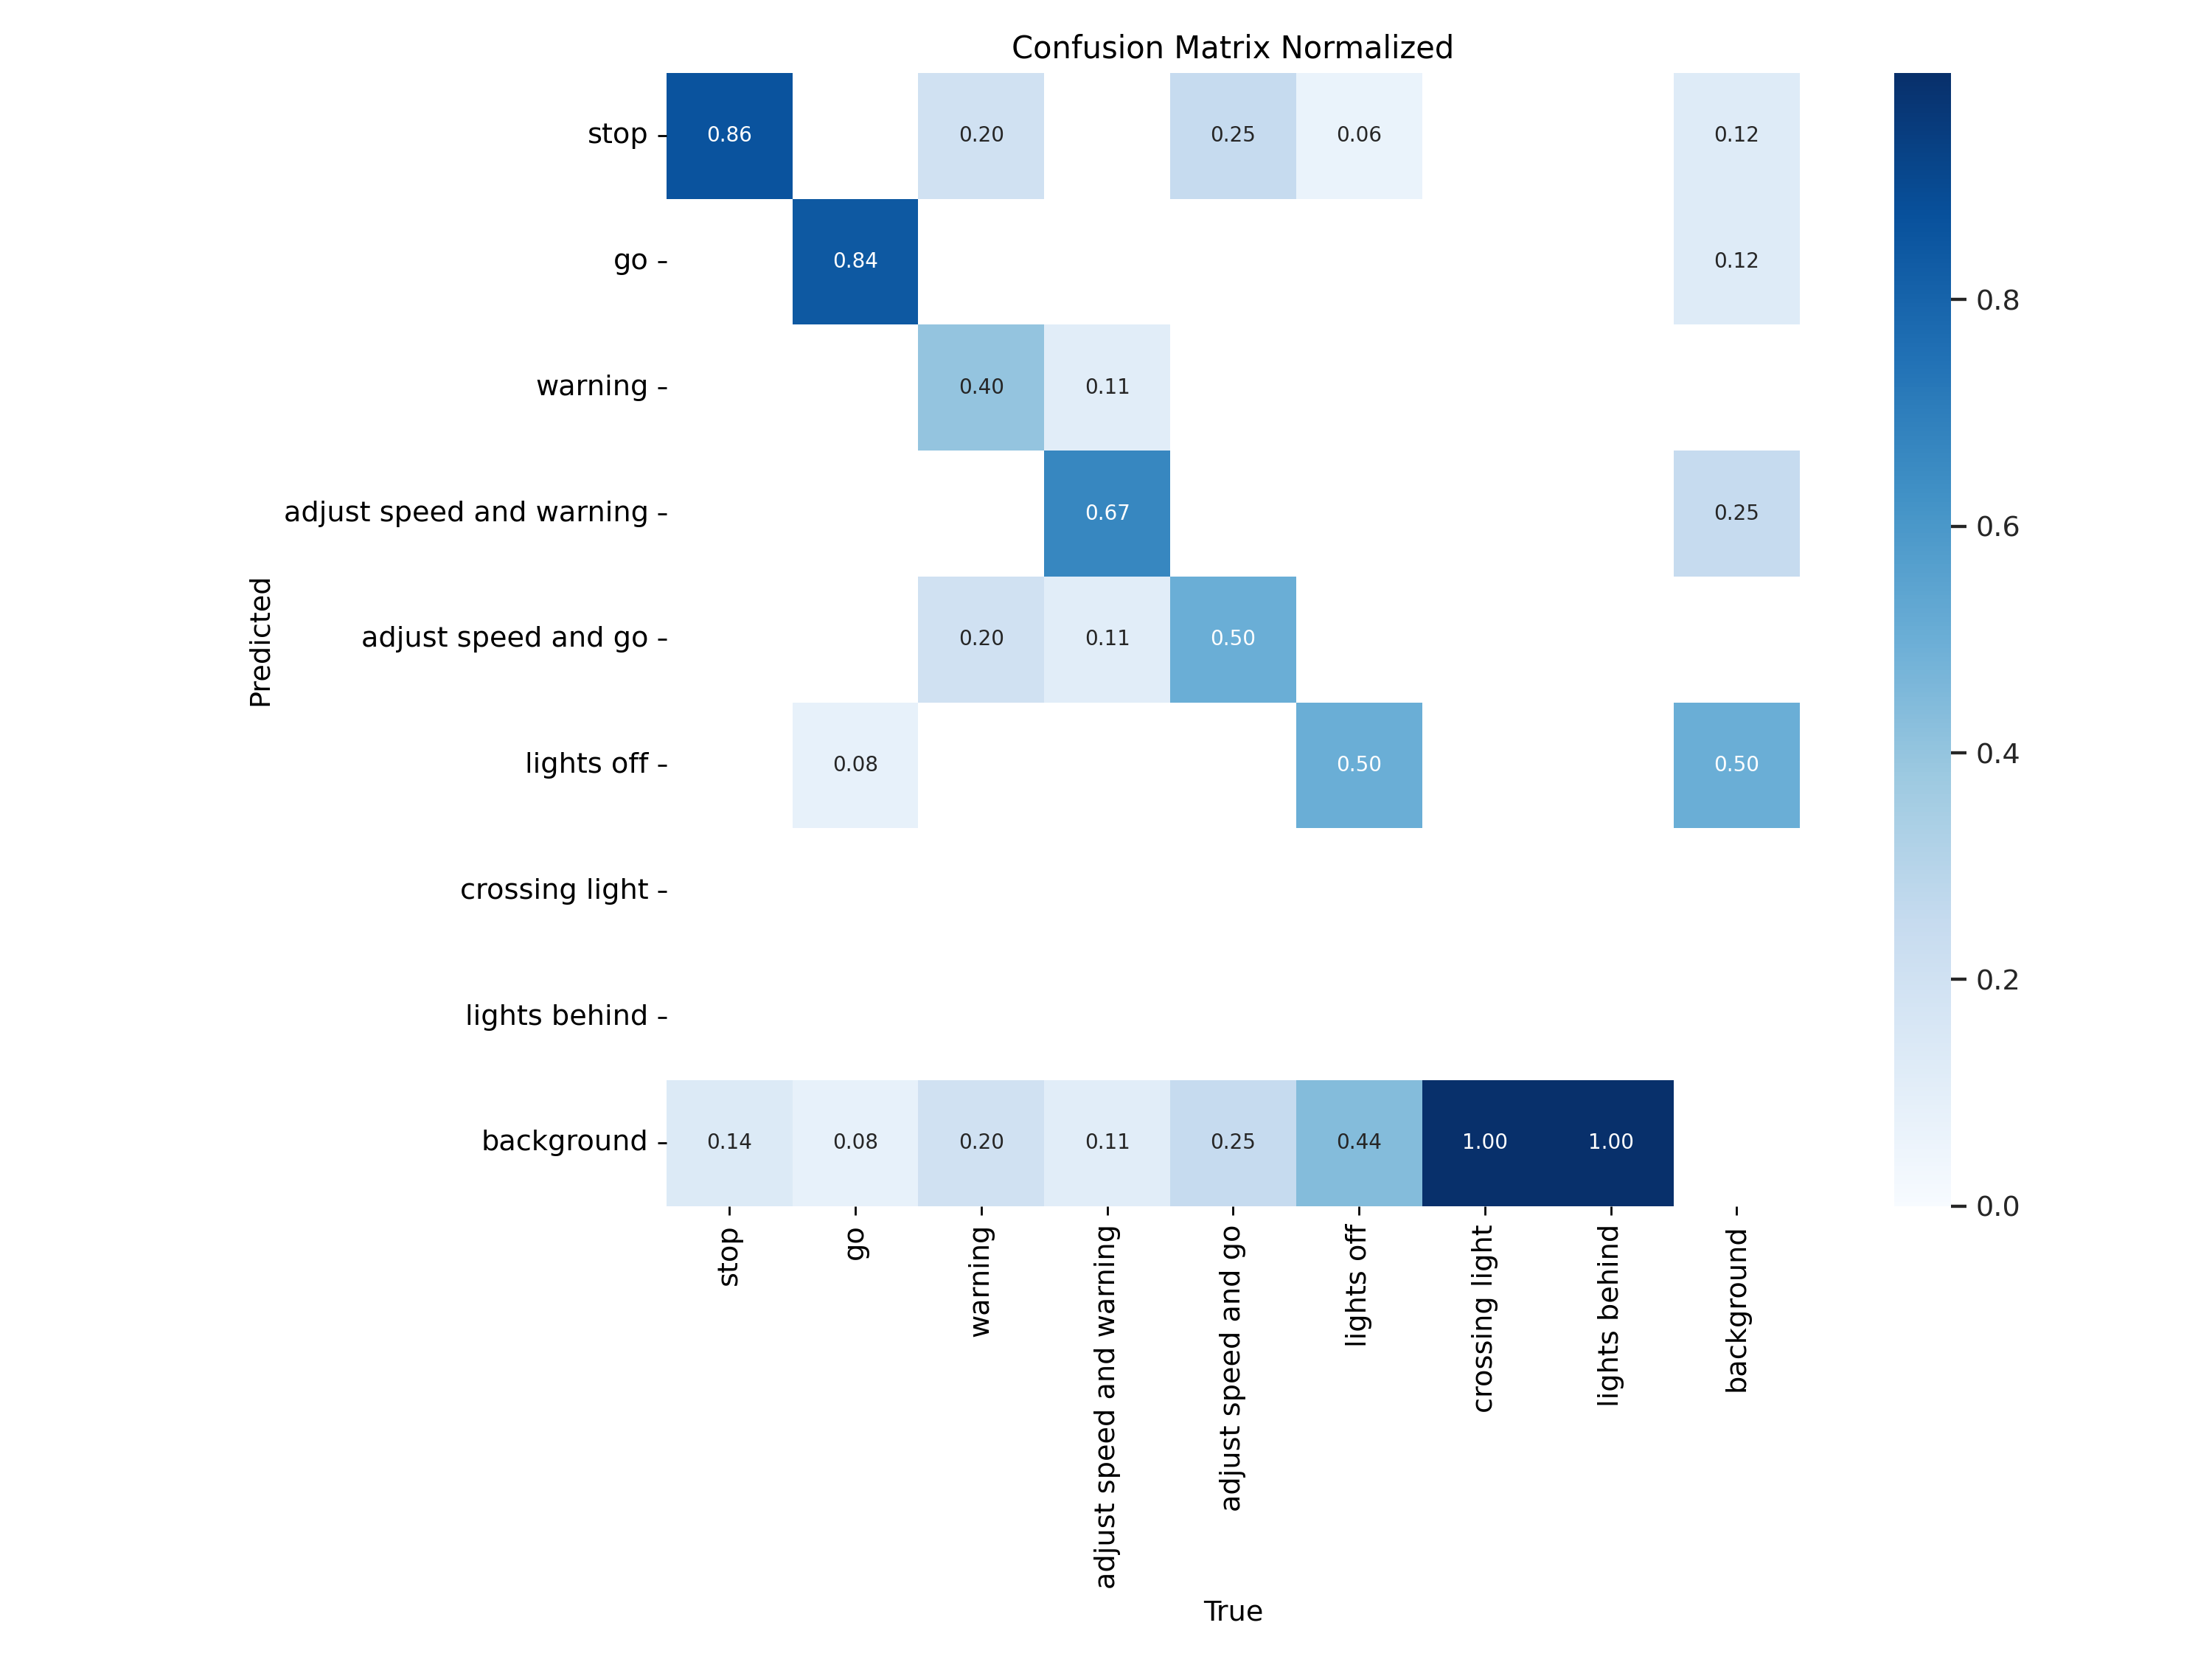 Confusion Matrix Normalized
stop 0.86 0.20 0.25 0.06 0.12
go 0.84 0.12
warning 0.40 0.11
adjust speed and warning 0.67 0.25
adjust speed and go 0.20 0.11 0.50
lights off 0.08 0.50 0.50
crossing light
lights behind
background 0.14 0.08 0.20 0.11 0.25 0.44 1.00 1.00
Predicted
stop
go
warning
adjust speed and warning
adjust speed and go
lights off
crossing light
lights behind
background
True
0.8
0.6
0.4
0.2
0.0